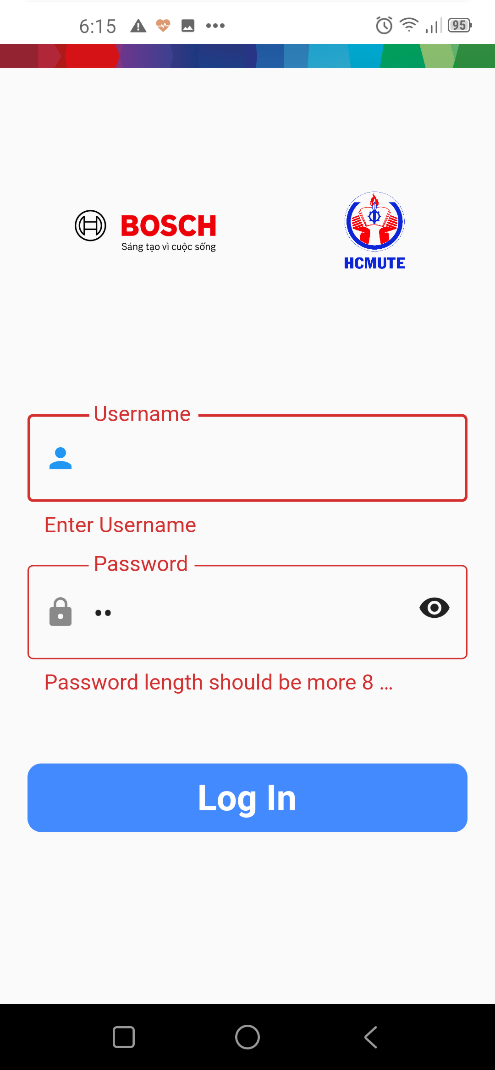 6:15
95
BOSCH
Sáng tạo vì cuộc sống
HCMUTE
Username
Enter Username
Password
••
Password length should be more 8 ...
Log In